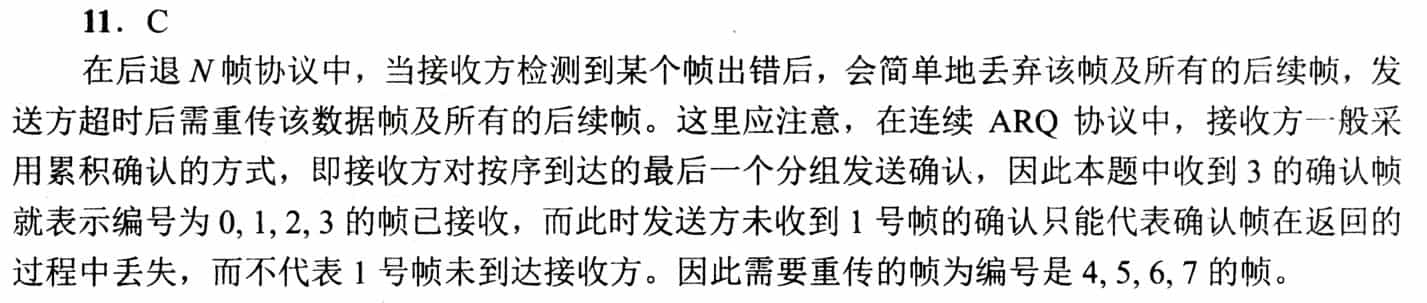 11．C
在后退 N 帧协议中，当接收方检测到某个帧出错后，会简单地丢弃该帧及所有的后续帧，发
送方超时后需重传该数据帧及所有的后续帧。这里应注意，在连续 ARQ 协议中，接收方一般采
用累积确认的方式，即接收方对按序到达的最后一个分组发送确认，因此本题中收到 3 的确认帧
就表示编号为 0, 1, 2, 3 的帧已接收，而此时发送方未收到 1 号帧的确认只能代表确认帧在返回的
过程中丢失，而不代表 1 号帧未到达接收方。因此需要重传的帧为编号是 4, 5, 6, 7 的帧。